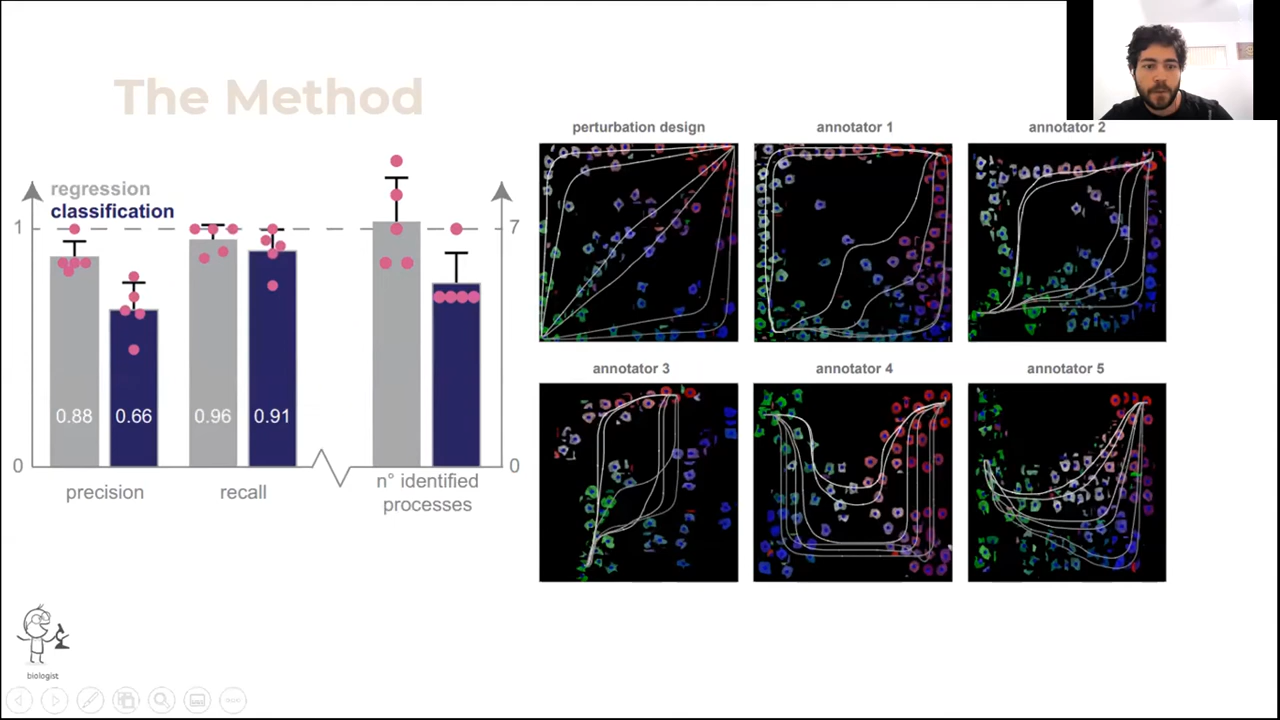 The Method
regression
classification
1
7
0.88
0.66
0.96
0.91
0
0
precision
recall
n° identified
processes
perturbation design
annotator 1
annotator 2
annotator 3
annotator 4
annotator 5
biologist